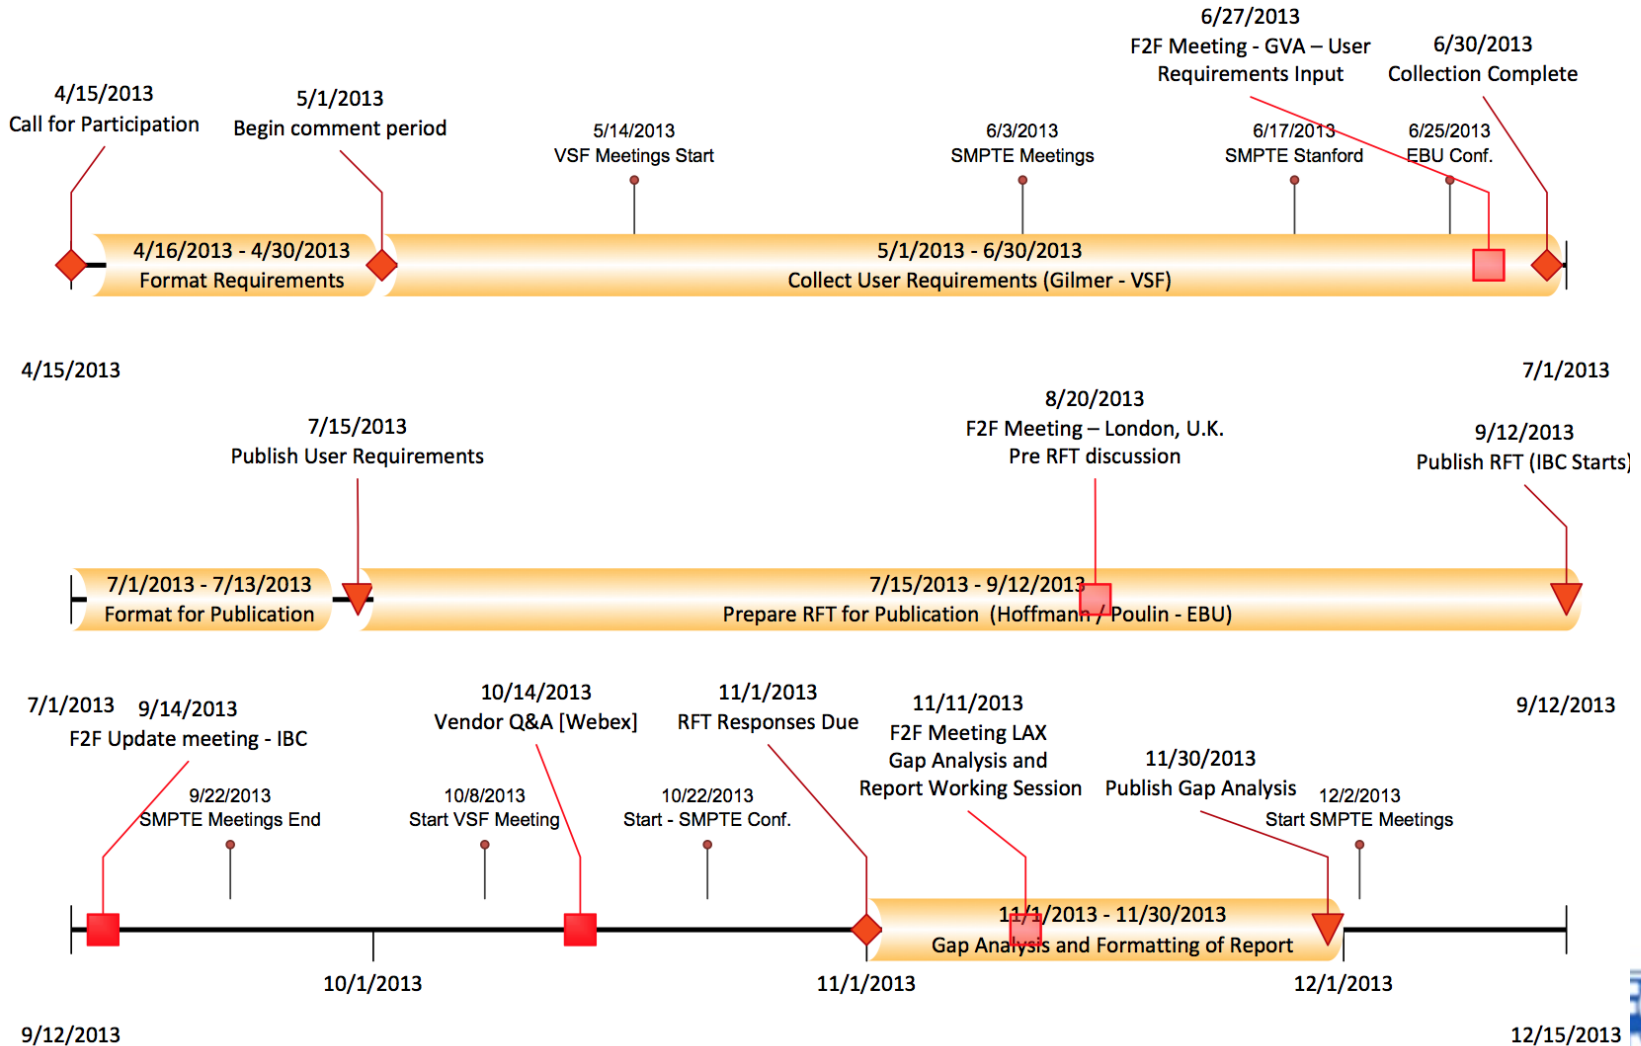 4/15/2013
Call for Participation
5/1/2013
Begin comment period
5/14/2013
VSF Meetings Start
6/3/2013
SMPTE Meetings
6/17/2013
SMPTE Stanford
6/27/2013
F2F Meeting - GVA – User
Requirements Input
6/25/2013
EBU Conf.
6/30/2013
Collection Complete
4/16/2013 - 4/30/2013
Format Requirements
5/1/2013 - 6/30/2013
Collect User Requirements (Gilmer - VSF)
4/15/2013
7/1/2013
7/15/2013
Publish User Requirements
8/20/2013
F2F Meeting – London, U.K.
Pre RFT discussion
9/12/2013
Publish RFT (IBC Starts)
7/1/2013 - 7/13/2013
Format for Publication
7/15/2013 - 9/12/2013
Prepare RFT for Publication  (Hoffmann / Poulin - EBU)
7/1/2013
9/12/2013
9/14/2013
F2F Update meeting - IBC
9/22/2013
SMPTE Meetings End
10/8/2013
Start VSF Meeting
10/14/2013
Vendor Q&A [Webex]
10/22/2013
Start - SMPTE Conf.
11/1/2013
RFT Responses Due
11/11/2013
F2F Meeting LAX
Gap Analysis and
Report Working Session
11/30/2013
Publish Gap Analysis
12/2/2013
Start SMPTE Meetings
11/1/2013 - 11/30/2013
Gap Analysis and Formatting of Report
10/1/2013
11/1/2013
12/1/2013
9/12/2013
12/15/2013